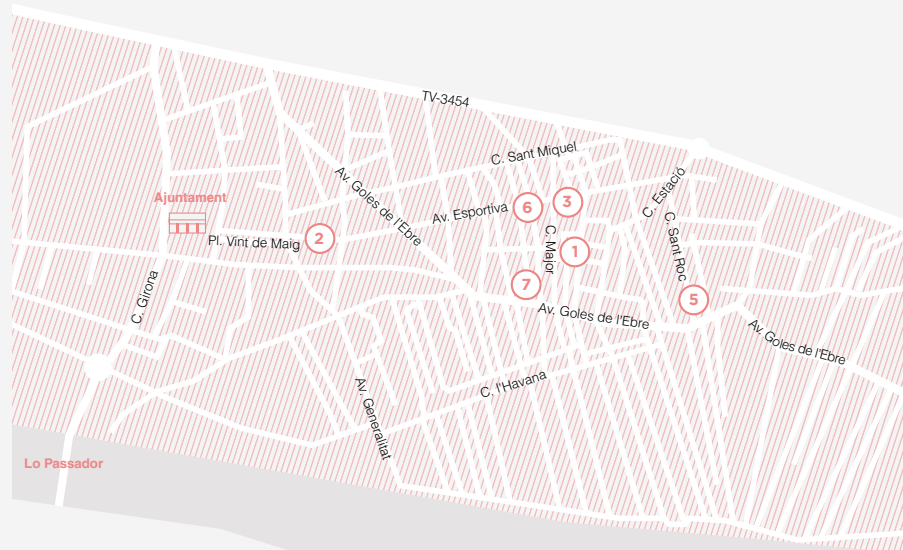 TV-3454
C. Sant Miquel
Av. Goles de l'Ebre
C. Estació
Ajuntament
Av. Esportiva
6
3
C. Sant Roc
Pl. Vint de Maig
2
C. Major
1
C. Girona
7
5
Av. Goles de l'Ebre
Av. Goles de l'Ebre
C. l'Havana
Av. Generalitat
Lo Passador